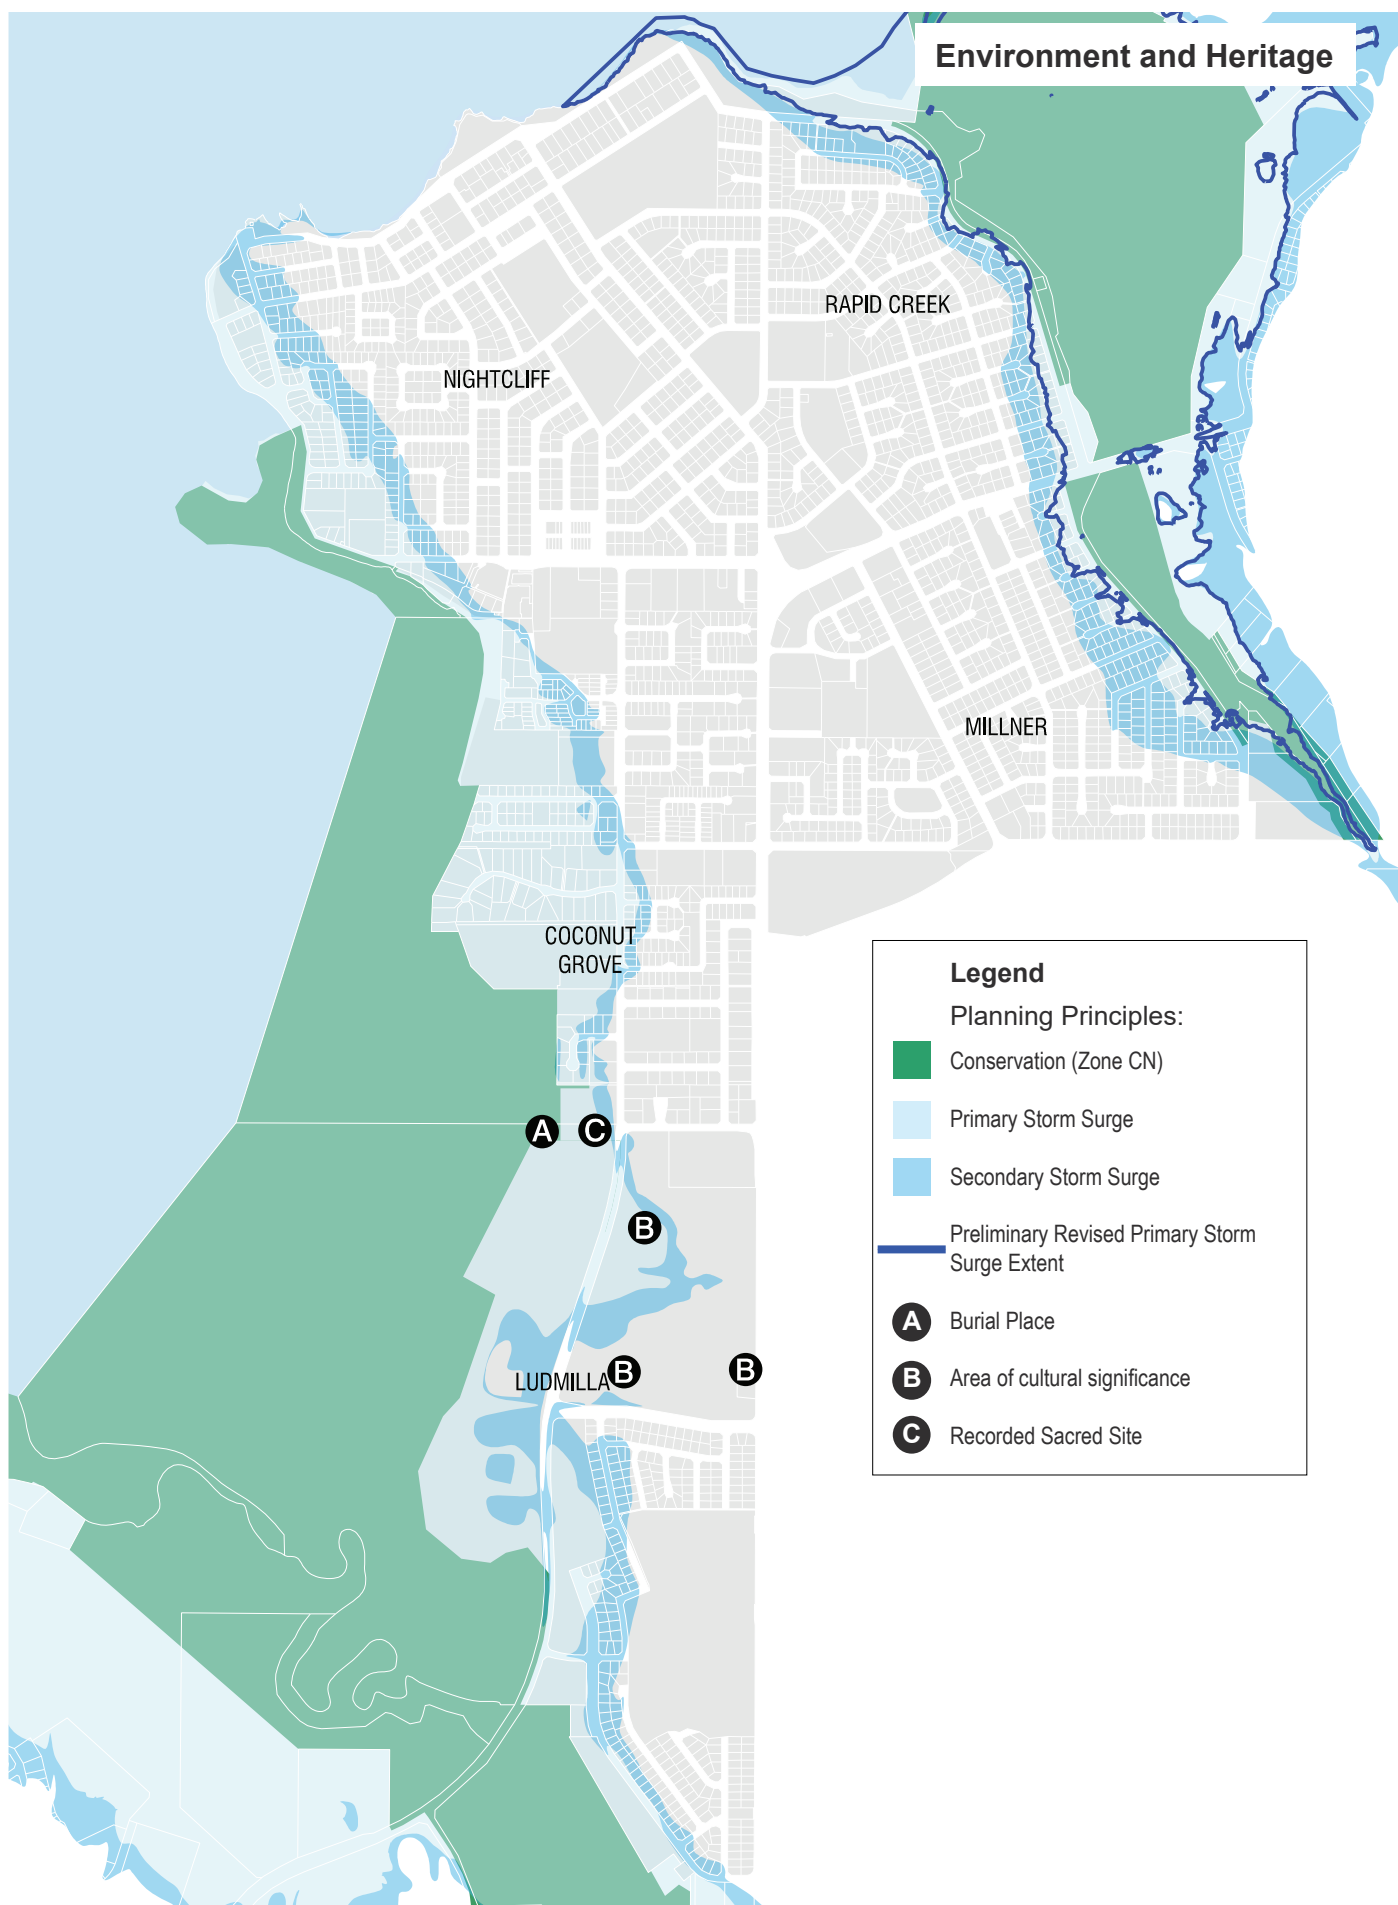 Environment and Heritage
RAPID CREEK
NIGHTCLIFF
MILLNER
COCONUT
GROVE
A
C
B
LUDMILLA
B
B
Legend
Planning Principles:
Conservation (Zone CN)
Primary Storm Surge
Secondary Storm Surge
Preliminary Revised Primary Storm
Surge Extent
A Burial Place
B Area of cultural significance
C Recorded Sacred Site